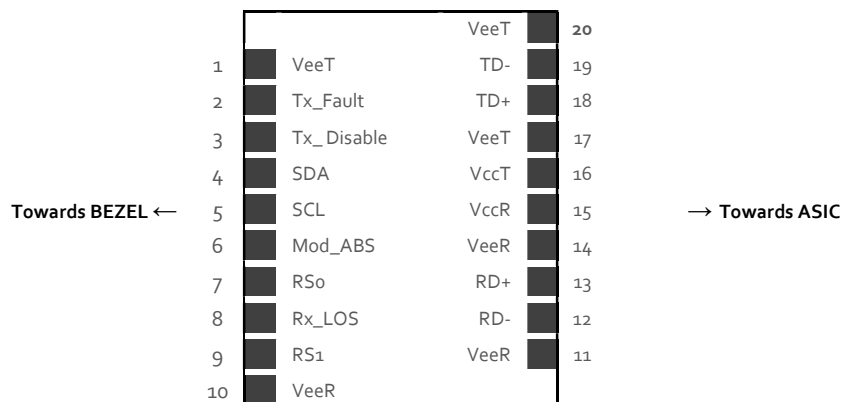 VeeT 20
1 VeeT TD- 19
2 Tx_Fault TD+ 18
3 Tx_ Disable VeeT 17
4 SDA VccT 16
Towards BEZEL ← 5 SCL VccR 15 → Towards ASIC
6 Mod_ABS VeeR 14
7 RS0 RD+ 13
8 Rx_LOS RD- 12
9 RS1 VeeR 11
10 VeeR